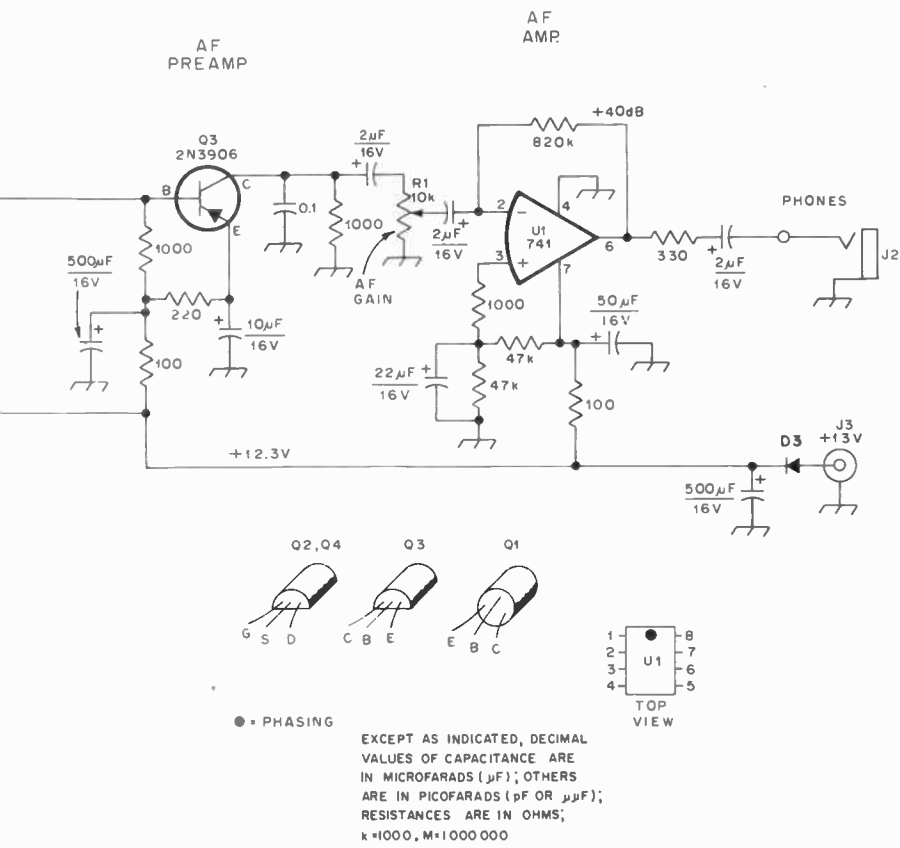 AF
PREAMP
AF
AMP.
Q3
2N3906
B
C
E
1000
500µF
16V
+
220
+
10µF
16V
100
0.1
1000
2µF
16V
+
R1
10k
AF
GAIN
2µF
16V
+
+40dB
820k
2
−
3
+
U1
741
4
6
7
1000
47k
22µF
16V
+
47k
50µF
16V
+
100
330
2µF
16V
+
PHONES
J2
+12.3V
D3
J3
+13V
500µF
16V
+
Q2,Q4
G
S
D
Q3
C
B
E
Q1
E
B
C
1
2
3
4
U1
8
7
6
5
TOP
VIEW
● = PHASING
EXCEPT AS INDICATED, DECIMAL
VALUES OF CAPACITANCE ARE
IN MICROFARADS (µF); OTHERS
ARE IN PICOFARADS (pF OR µµF);
RESISTANCES ARE IN OHMS;
k=1000, M=1000000